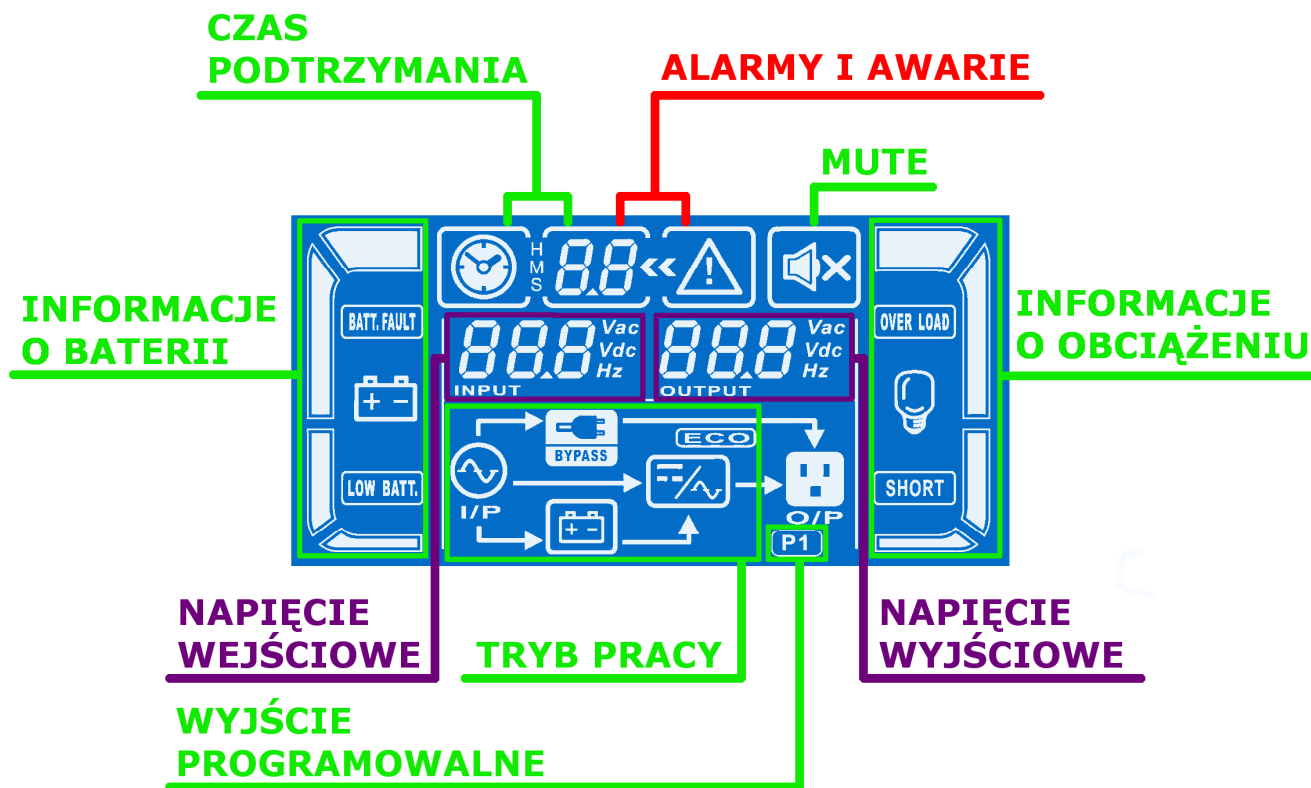 CZAS
PODTRZYMANIA
ALARMY I AWARIE
MUTE
INFORMACJE
O BATERII
INFORMACJE
O OBCIĄŻENIU
H
M
S
8.8
BATT. FAULT
888.8 Vac
Vdc
Hz
INPUT
888.8 Vac
Vdc
Hz
OUTPUT
OVER LOAD
+ −
BYPASS
ECO
I/P
O/P
LOW BATT.
+ −
SHORT
P1
NAPIĘCIE
WEJŚCIOWE
TRYB PRACY
NAPIĘCIE
WYJŚCIOWE
WYJŚCIE
PROGRAMOWALNE